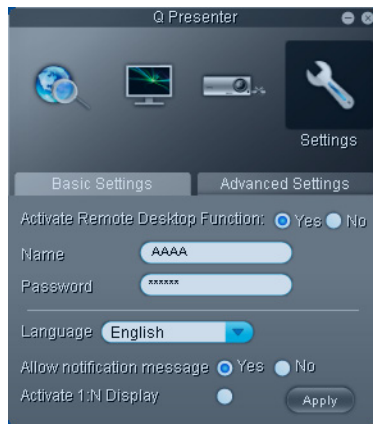 Q Presenter
Settings
Basic Settings Advanced Settings
Activate Remote Desktop Function: Yes No
Name AAAA
Password ******
Language English
Allow notification message Yes No
Activate 1:N Display Apply